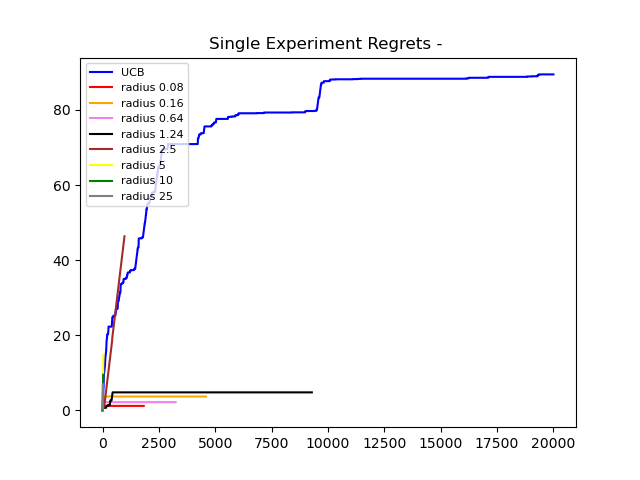 Single Experiment Regrets -
UCB
radius 0.08
radius 0.16
radius 0.64
radius 1.24
radius 2.5
radius 5
radius 10
radius 25
80
60
40
20
0
0 2500 5000 7500 10000 12500 15000 17500 20000